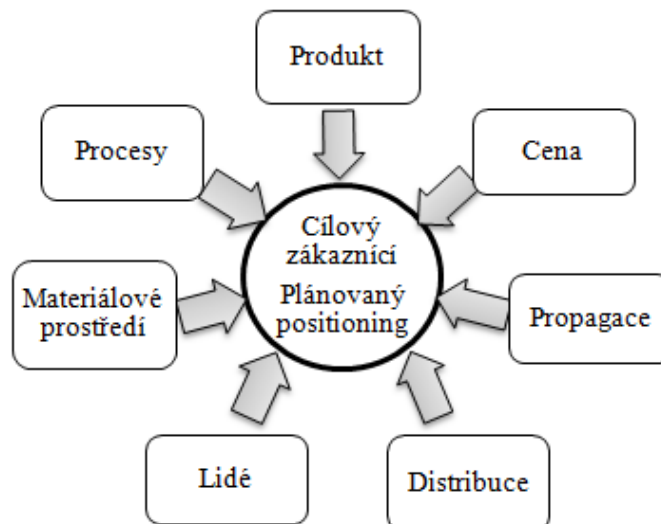 Produkt
Procesy
Cena
Cílový
zákazníci
Plánovaný
positioning
Materiálové
prostředí
Propagace
Lidé
Distribuce